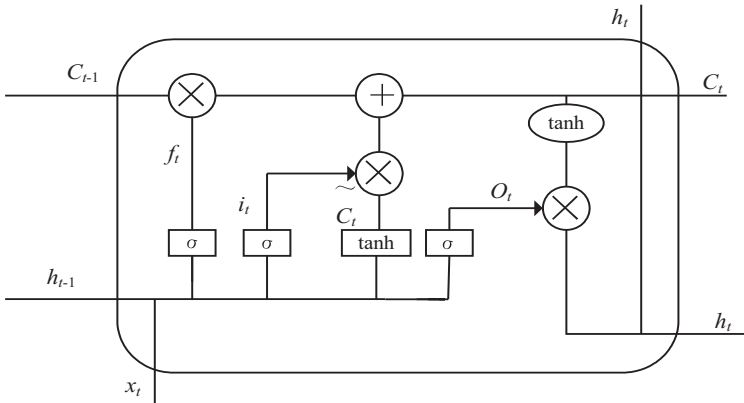 h_t
C_{t-1}
C_t
tanh
f_t
i_t
~
C_t
O_t
σ
σ
tanh
σ
h_{t-1}
h_t
x_t